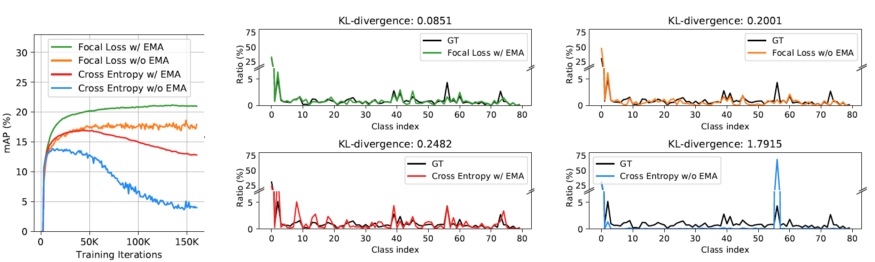 30
25
20
15
10
5
0
mAP (%)
Focal Loss w/ EMA
Focal Loss w/o EMA
Cross Entropy w/ EMA
Cross Entropy w/o EMA
0 50K 100K 150K
Training Iterations
KL-divergence: 0.0851
75
50
5
0
Ratio (%)
GT
Focal Loss w/ EMA
0 10 20 30 40 50 60 70 80
Class index
KL-divergence: 0.2001
75
50
5
0
Ratio (%)
GT
Focal Loss w/o EMA
0 10 20 30 40 50 60 70 80
Class index
KL-divergence: 0.2482
75
50
5
0
Ratio (%)
GT
Cross Entropy w/ EMA
0 10 20 30 40 50 60 70 80
Class index
KL-divergence: 1.7915
75
50
5
0
Ratio (%)
GT
Cross Entropy w/o EMA
0 10 20 30 40 50 60 70 80
Class index